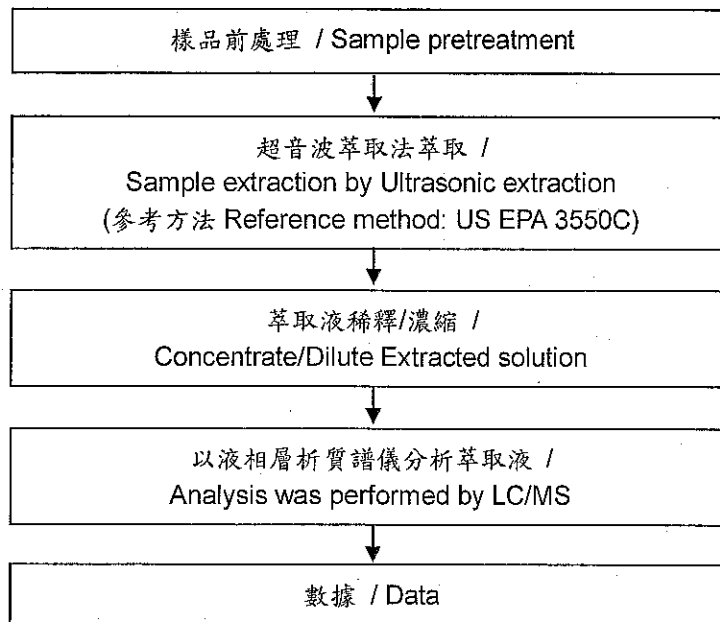 樣品前處理 / Sample pretreatment
超音波萃取法萃取 /
Sample extraction by Ultrasonic extraction
(參考方法 Reference method: US EPA 3550C)
萃取液稀釋/濃縮 /
Concentrate/Dilute Extracted solution
以液相層析質譜儀分析萃取液 /
Analysis was performed by LC/MS
數據 / Data